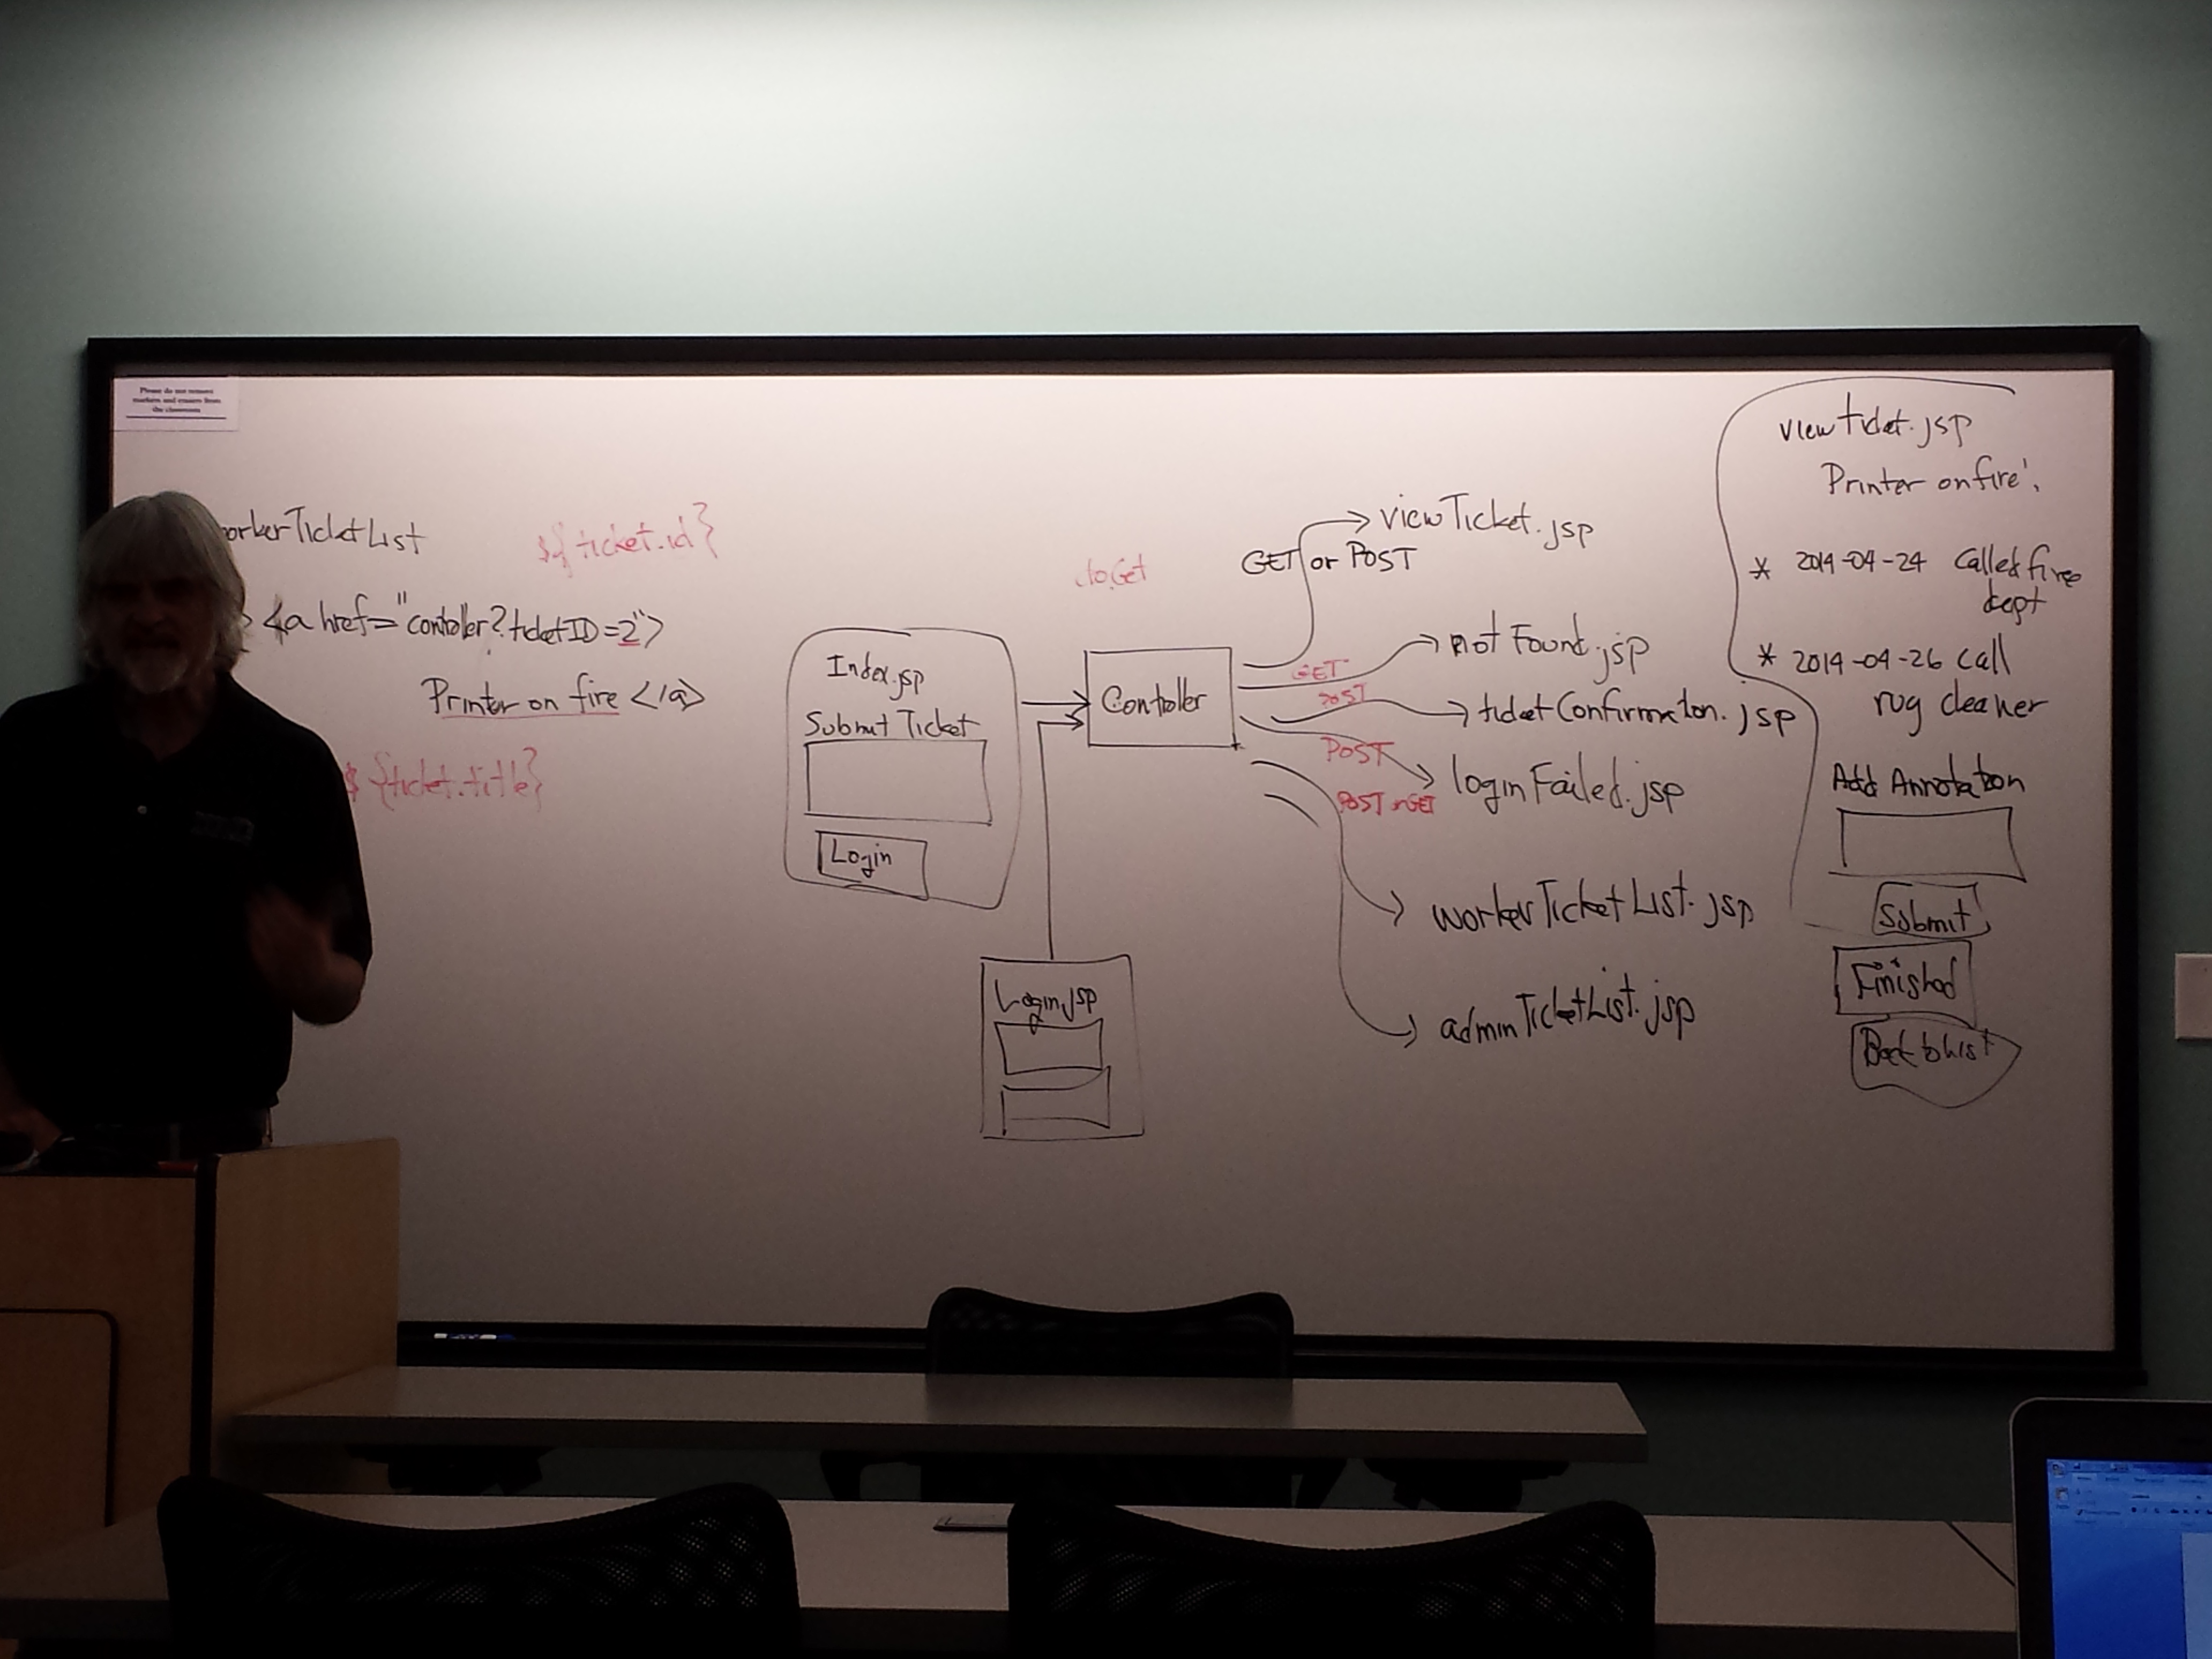 Please do not remove
markers and erasers from
the classroom
orkerTicketList
${ticket.id}
<a href="contoller?ticketID=2">
Printer on fire </a>
${ticket.title}
Index.jsp
Submit Ticket
Login
Login.jsp
doGet
Controller
GET or POST
viewTicket.jsp
GET
notFound.jsp
POST
ticketConfirmaton.jsp
POST
loginFailed.jsp
POST or GET
workerTicketList.jsp
adminTicketList.jsp
viewticket.jsp
Printer on fire!
* 2014-04-24 Called fire
dept
* 2014-04-26 call
rug cleaner
Add Annotation
Submit
Finished
Back to List